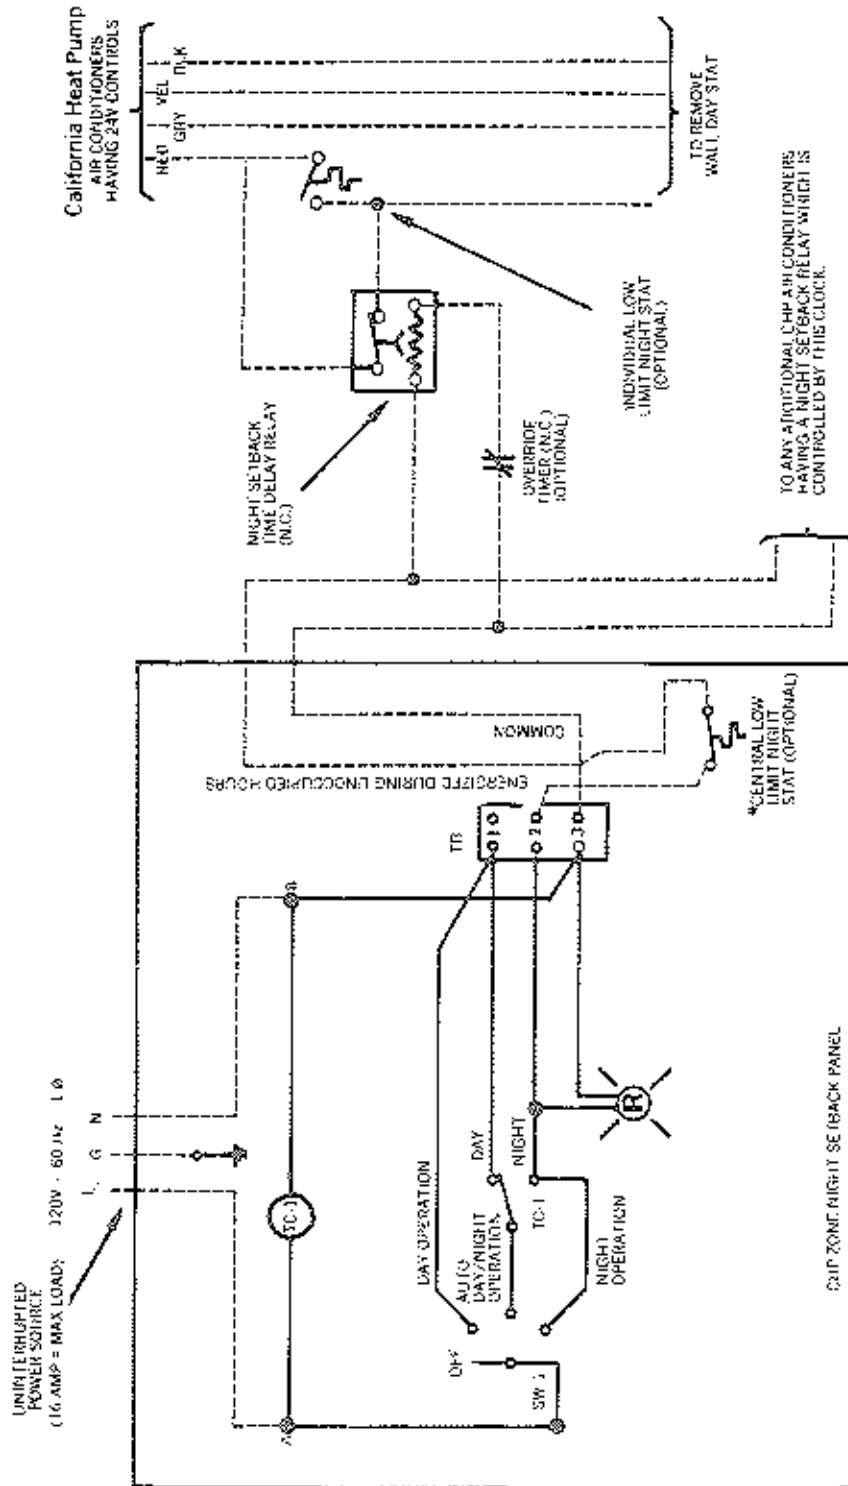 California Heat Pump
AIR CONDITIONERS
HAVING 24V CONTROLS
RED
GRY
YEL
BLK
TO REMOVE
WALL DAY STAT
NIGHT SETBACK
TIME DELAY RELAY
(N.C.)
OVERRIDE
TIMER (N.C.)
(OPTIONAL)
INDIVIDUAL LOW
LIMIT NIGHT STAT
(OPTIONAL)
TO ANY ADDITIONAL CHP AIR CONDITIONERS
HAVING A NIGHT SETBACK RELAY WHICH IS
CONTROLLED BY THIS CLOCK.
UNINTERRUPTED
POWER SOURCE
(16 AMP = MAX LOAD)
120V - 60 Hz 1 Ø
L
G
N
A
B
TC-1
ENERGIZED DURING UNOCCUPIED HOURS
COMMON
TB
1
2
3
*CENTRAL LOW
LIMIT NIGHT
STAT (OPTIONAL)
DAY OPERATION
DAY
AUTO
DAY/NIGHT
OPERATION
NIGHT
TC-1
NIGHT
OPERATION
OFF
SW-1
R
CHP ZONE NIGHT SETBACK PANEL